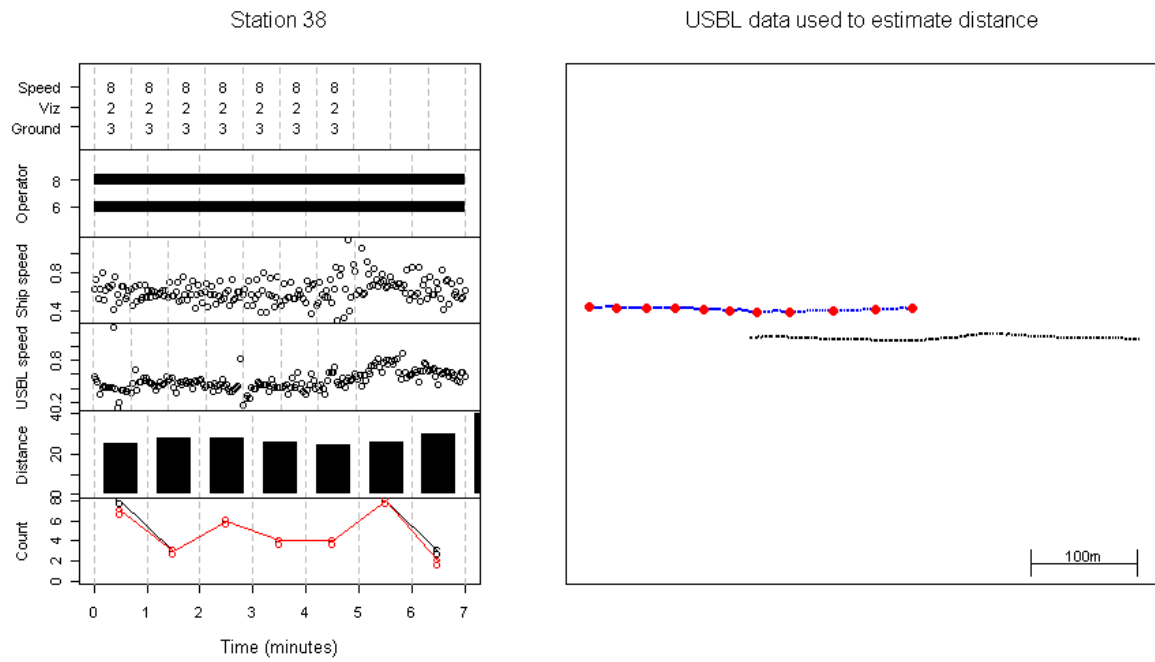 Station 38
USBL data used to estimate distance
Speed 8 8 8 8 8 8 8
Viz 2 2 2 2 2 2 2
Ground 3 3 3 3 3 3 3
Operator
8
6
Ship speed
0.8
0.4
USBL speed
0.8
0.2
Distance
40
20
0
Count
8
6
4
2
0
0 1 2 3 4 5 6 7
Time (minutes)
100m